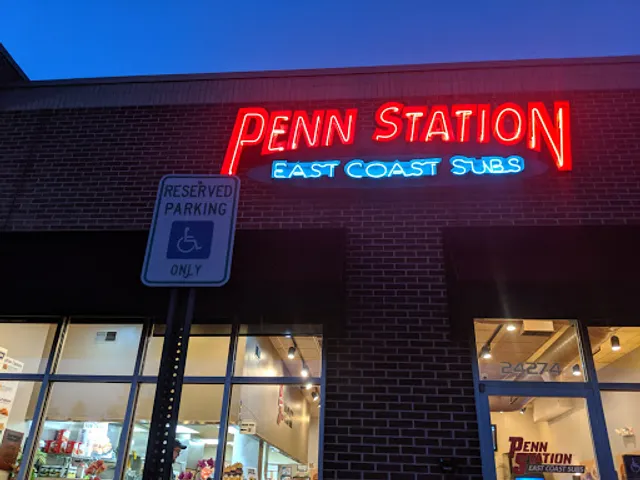 PENN STATION
EAST COAST SUBS
RESERVED
PARKING
ONLY
24274
PENN
STATION
EAST COAST SUBS